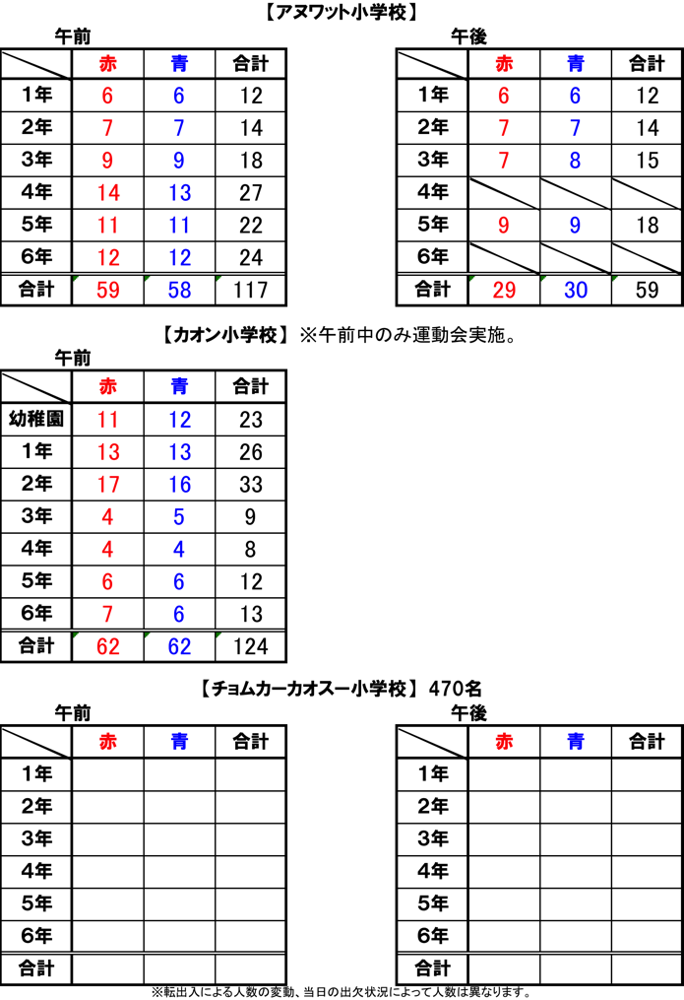 【アヌワット小学校】
午前
赤 青 合計
1年 6 6 12
2年 7 7 14
3年 9 9 18
4年 14 13 27
5年 11 11 22
6年 12 12 24
合計 59 58 117
午後
赤 青 合計
1年 6 6 12
2年 7 7 14
3年 7 8 15
4年
5年 9 9 18
6年
合計 29 30 59
【カオン小学校】 ※午前中のみ運動会実施。
午前
赤 青 合計
幼稚園 11 12 23
1年 13 13 26
2年 17 16 33
3年 4 5 9
4年 4 4 8
5年 6 6 12
6年 7 6 13
合計 62 62 124
【チョムカーカオスー小学校】 470名
午前
赤 青 合計
1年
2年
3年
4年
5年
6年
合計
午後
赤 青 合計
1年
2年
3年
4年
5年
6年
合計
※転出入による人数の変動、当日の出欠状況によって人数は異なります。